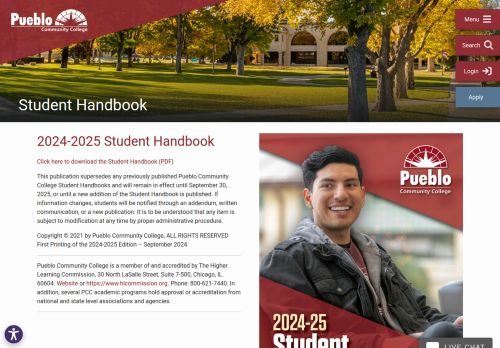 Pueblo
Community College
Menu
Search
Login
Apply
Student Handbook
2024-2025 Student Handbook
Click here to download the Student Handbook (PDF)
This publication supersedes any previously published Pueblo Community
College Student Handbooks and will remain in effect until September 30,
2025, or until a new addition of the Student Handbook is published. If
information changes, students will be notified through an addendum, written
communication, or a new publication. It is to be understood that any item is
subject to modification at any time by proper administrative procedure.
Copyright © 2021 by Pueblo Community College, ALL RIGHTS RESERVED
First Printing of the 2024-2025 Edition – September 2024
Pueblo Community College is a member of and accredited by The Higher
Learning Commission, 30 North LaSalle Street, Suite 7-500, Chicago, IL
60604. Website or https://www.hlcommission.org. Phone: 800-621-7440. In
addition, several PCC academic programs hold approval or accreditation from
national and state level associations and agencies.
Pueblo
Community College
2024-25
Student
LIVE CHAT